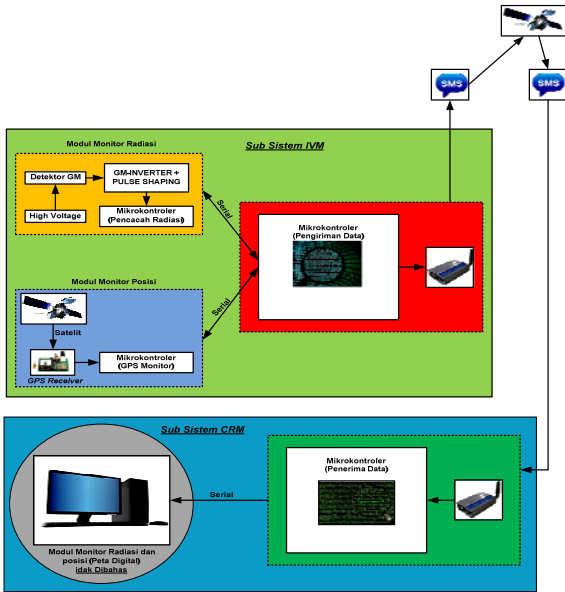 SMS
SMS
Sub Sistem IVM
Modul Monitor Radiasi
Detektor GM
GM-INVERTER +
PULSE SHAPING
High Voltage
Mikrokontroler
(Pencacah Radiasi)
Serial
Mikrokontroler
(Pengiriman Data)
Modul Monitor Posisi
Serial
Satelit
GPS Receiver
Mikrokontroler
(GPS Monitor)
Sub Sistem CRM
Mikrokontroler
(Penerima Data)
Serial
Modul Monitor Radiasi dan
posisi (Peta Digital)
idak Dibahas